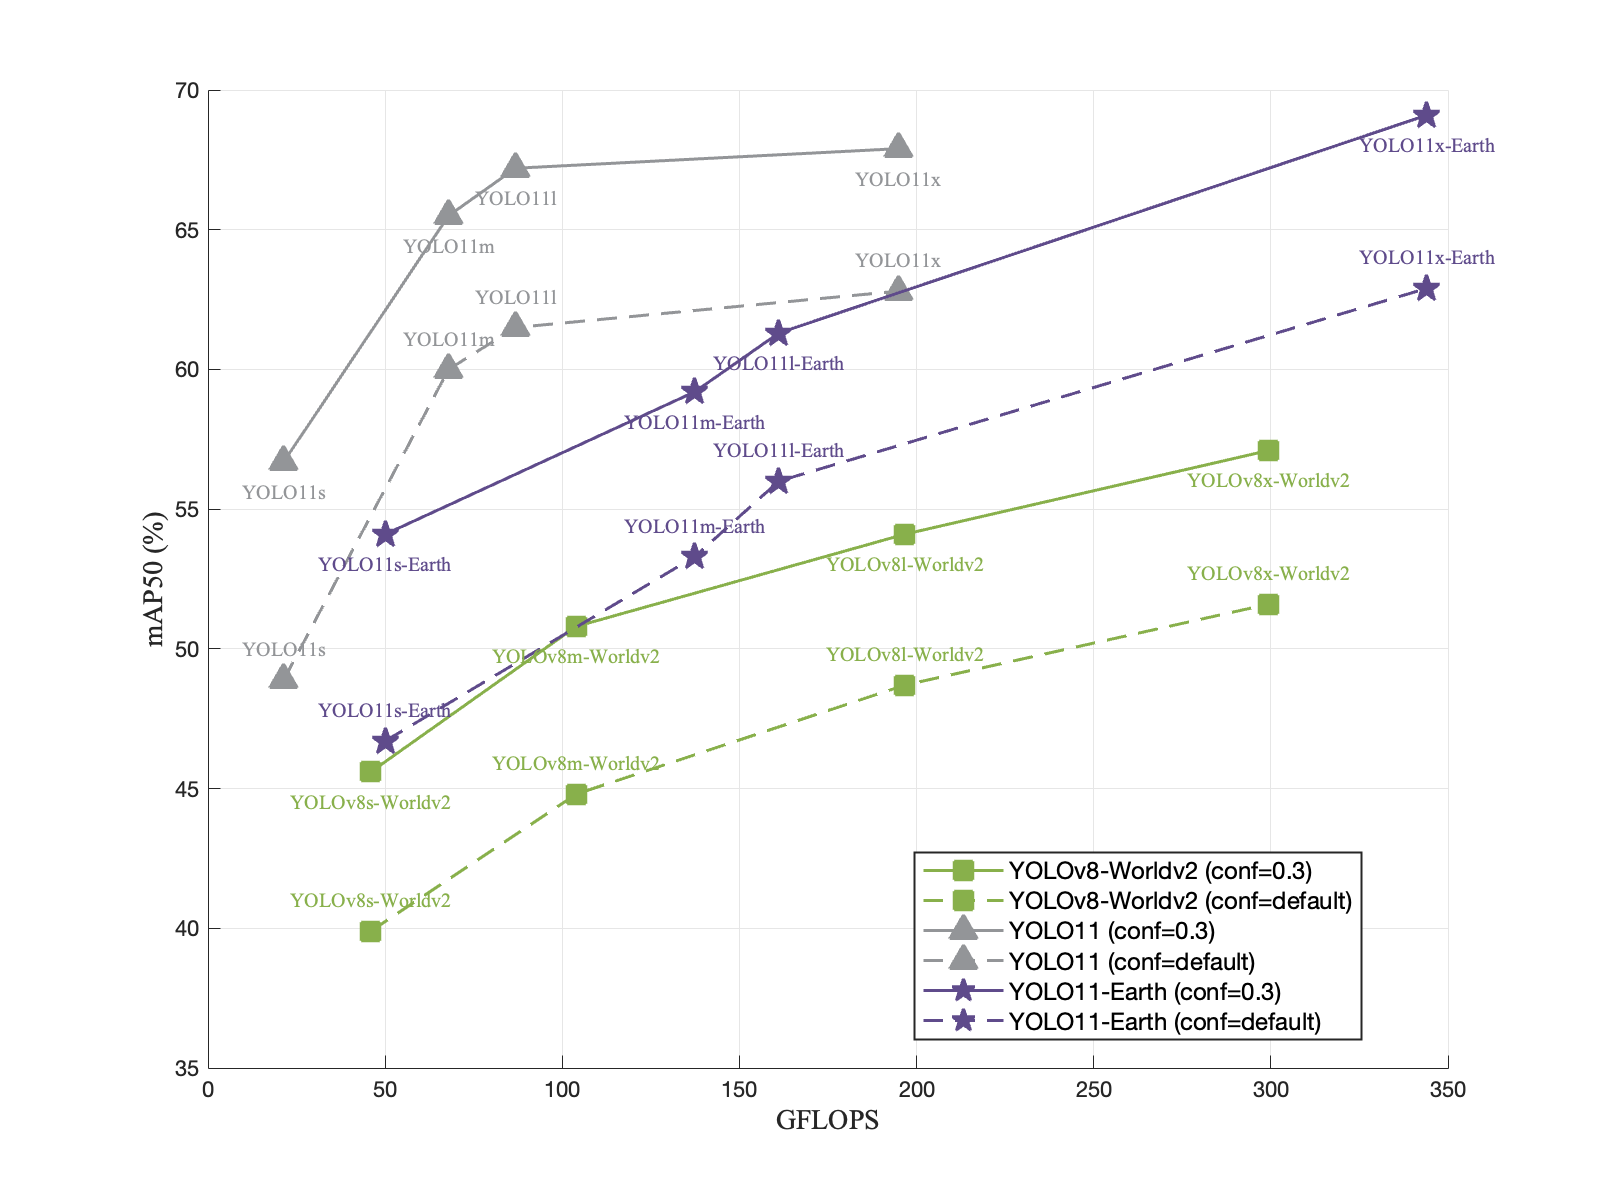 70
65
60
55
50
45
40
35
mAP50 (%)
YOLO11x-Earth
YOLO11x
YOLO11l
YOLO11m
YOLO11x
YOLO11x-Earth
YOLO11l
YOLO11m
YOLO11l-Earth
YOLO11m-Earth
YOLO11l-Earth
YOLOv8x-Worldv2
YOLO11s
YOLO11m-Earth
YOLO11s-Earth
YOLOv8l-Worldv2
YOLOv8x-Worldv2
YOLO11s
YOLOv8m-Worldv2
YOLOv8l-Worldv2
YOLO11s-Earth
YOLOv8m-Worldv2
YOLOv8s-Worldv2
YOLOv8s-Worldv2
YOLOv8-Worldv2 (conf=0.3)
YOLOv8-Worldv2 (conf=default)
YOLO11 (conf=0.3)
YOLO11 (conf=default)
YOLO11-Earth (conf=0.3)
YOLO11-Earth (conf=default)
0 50 100 150 200 250 300 350
GFLOPS